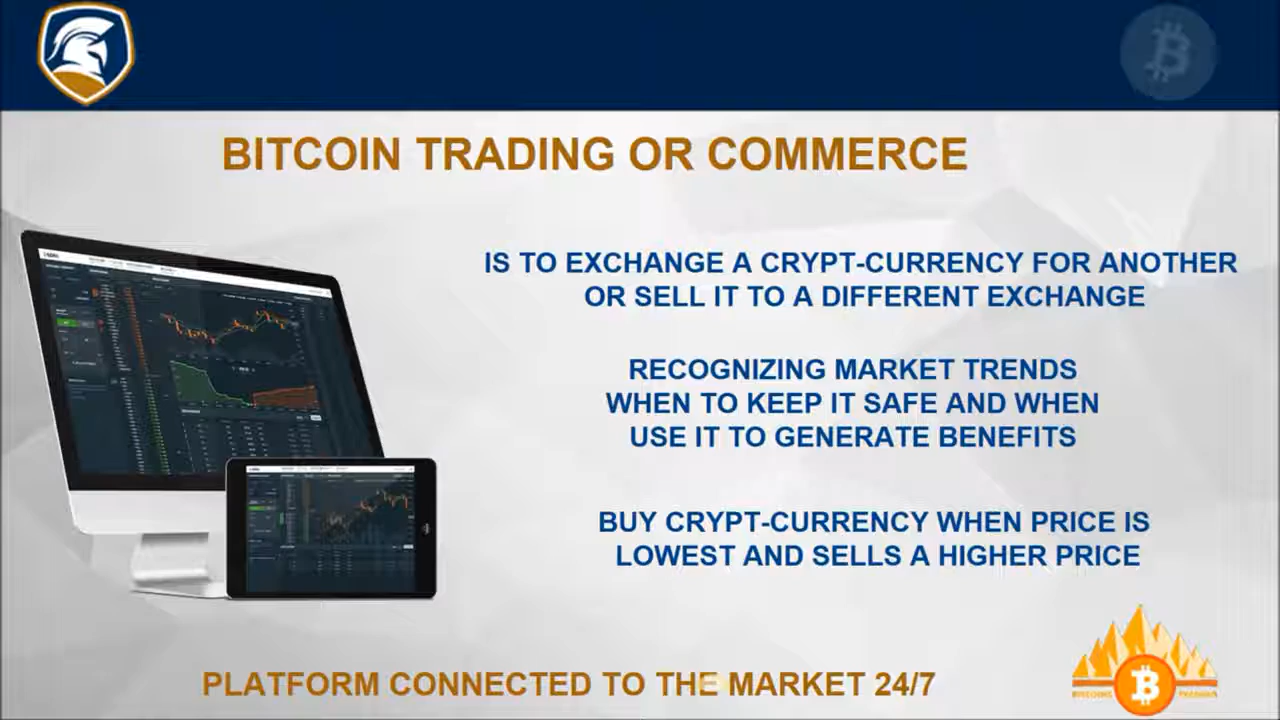 BITCOIN TRADING OR COMMERCE
IS TO EXCHANGE A CRYPT-CURRENCY FOR ANOTHER
OR SELL IT TO A DIFFERENT EXCHANGE
RECOGNIZING MARKET TRENDS
WHEN TO KEEP IT SAFE AND WHEN
USE IT TO GENERATE BENEFITS
BUY CRYPT-CURRENCY WHEN PRICE IS
LOWEST AND SELLS A HIGHER PRICE
PLATFORM CONNECTED TO THE MARKET 24/7